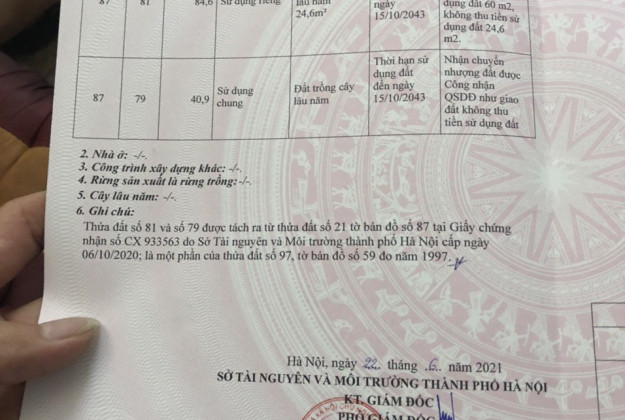 87 81 84,6 Sử dụng riêng lâu năm 24,6m² ngày 15/10/2043 dụng đất 60 m2, không thu tiền sử dụng đất 24,6 m2.
87 79 40,9 Sử dụng chung Đất trồng cây lâu năm Thời hạn sử dụng đất đến ngày 15/10/2043 Nhận chuyển nhượng đất được Công nhận QSDĐ như giao đất không thu tiền sử dụng đất
2. Nhà ở: -/-.
3. Công trình xây dựng khác: -/-.
4. Rừng sản xuất là rừng trồng: -/-.
5. Cây lâu năm: -/-.
6. Ghi chú:
Thửa đất số 81 và số 79 được tách ra từ thửa đất số 21 tờ bản đồ số 87 tại Giấy chứng
nhận số CX 933563 do Sở Tài nguyên và Môi trường thành phố Hà Nội cấp ngày
06/10/2020; là một phần của thửa đất số 97, tờ bản đồ số 59 đo năm 1997.
Hà Nội, ngày 22 tháng 6 năm 2021
SỞ TÀI NGUYÊN VÀ MÔI TRƯỜNG THÀNH PHỐ HÀ NỘI
KT. GIÁM ĐỐC
PHÓ GIÁM ĐỐC